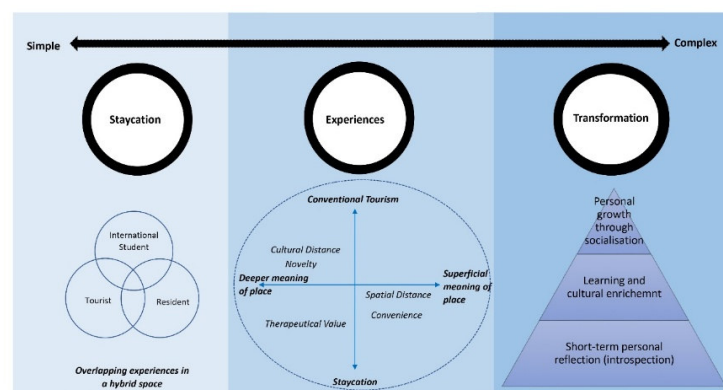 Simple
Complex
Staycation
Experiences
Transformation
International
Student
Tourist
Resident
Overlapping experiences in
a hybrid space
Conventional Tourism
Cultural Distance
Novelty
Deeper meaning
of place
Superficial
meaning of
place
Spatial Distance
Convenience
Therapeutical Value
Staycation
Personal
growth
through
socialisation
Learning and
cultural enrichemnt
Short-term personal
reflection (introspection)